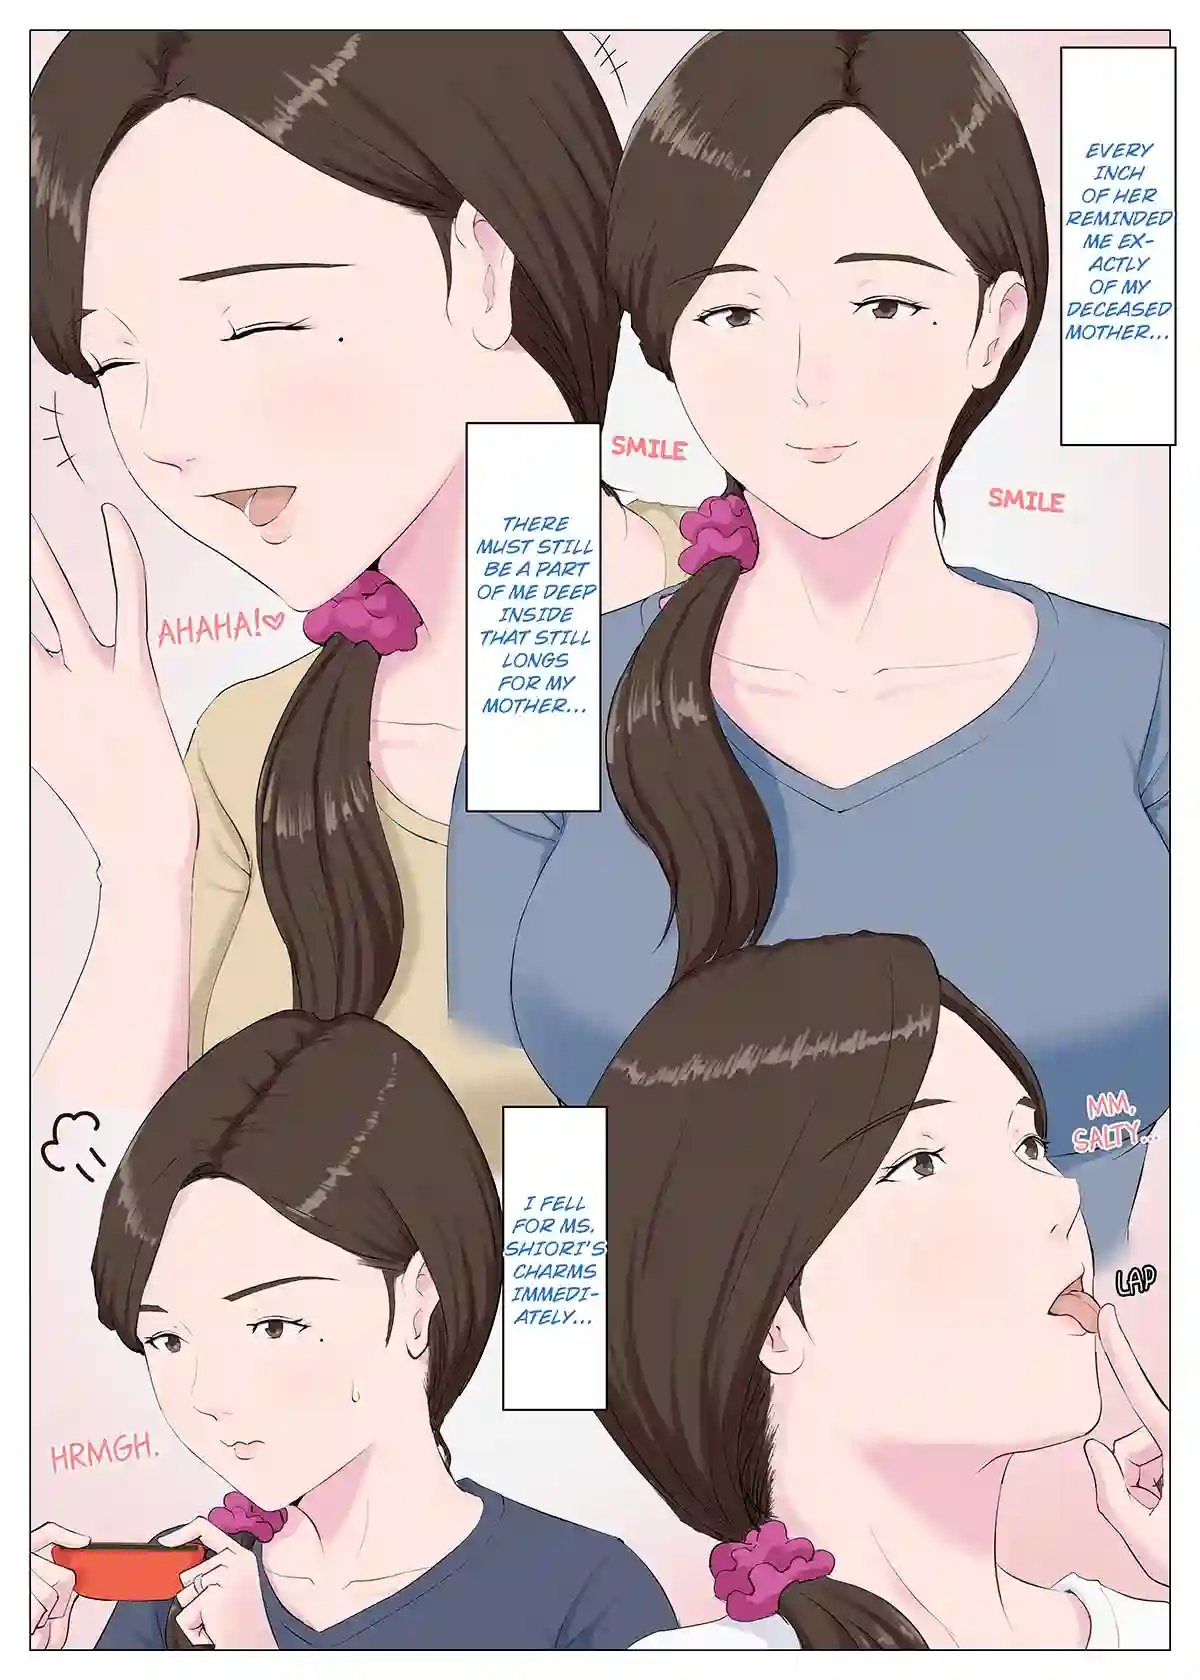 EVERY
INCH
OF HER
REMINDED
ME EX-
ACTLY
OF MY
DECEASED
MOTHER...
SMILE
SMILE
THERE
MUST STILL
BE A PART
OF ME DEEP
INSIDE
THAT STILL
LONGS
FOR MY
MOTHER...
AHAHA!♡
MM,
SALTY...
LAP
I FELL
FOR MS.
SHIORI'S
CHARMS
IMMEDI-
ATELY...
HRMGH.